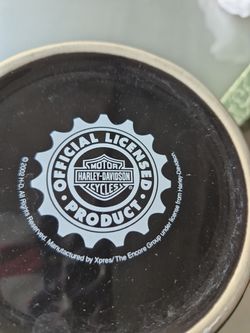 OFFICIAL LICENSED
MOTOR
HARLEY-DAVIDSON
CYCLES
PRODUCT
© 2002 H-D. All Rights Reserved. Manufactured by Xpres/The Encore Group under license from Harley-Davidson.